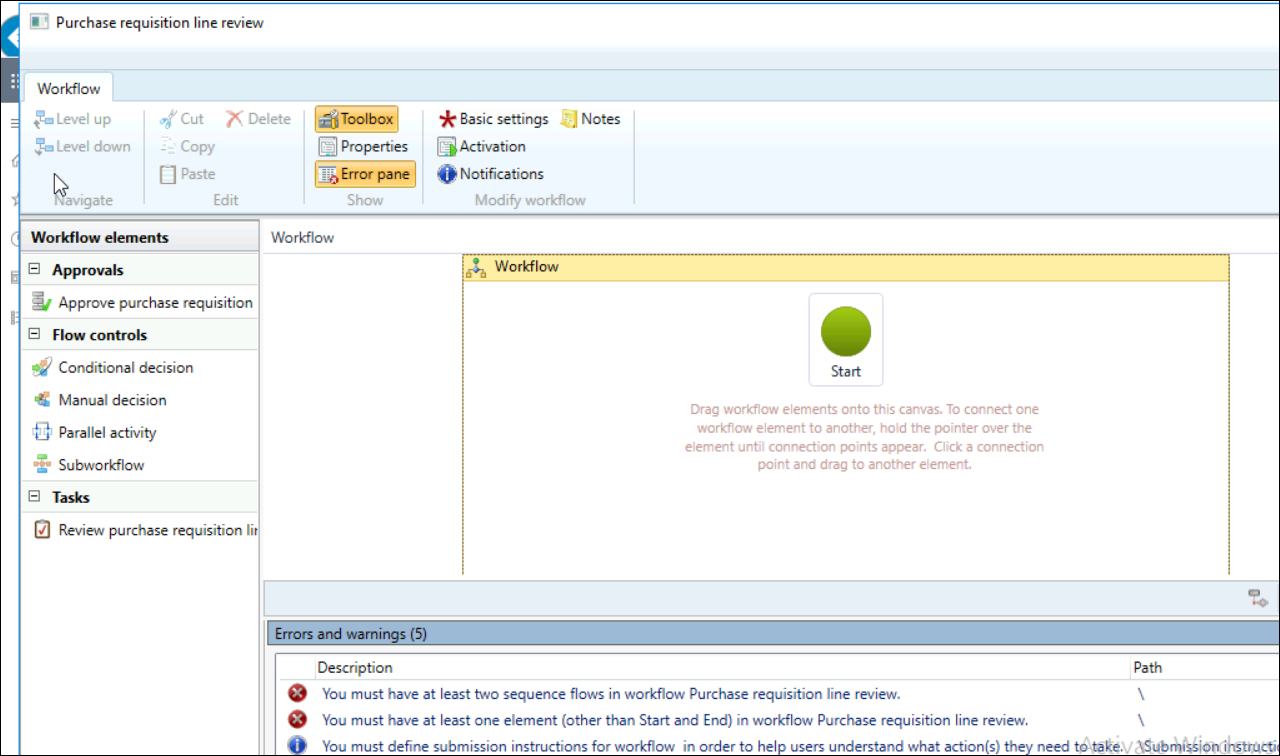 Purchase requisition line review
Workflow
Level up
Level down
Navigate
Cut
Delete
Copy
Paste
Edit
Toolbox
Properties
Error pane
Show
Basic settings
Notes
Activation
Notifications
Modify workflow
Workflow elements
Approvals
Approve purchase requisition
Flow controls
Conditional decision
Manual decision
Parallel activity
Subworkflow
Tasks
Review purchase requisition lin
Workflow
Workflow
Start
Drag workflow elements onto this canvas. To connect one
workflow element to another, hold the pointer over the
element until connection points appear. Click a connection
point and drag to another element.
Errors and warnings (5)
Description Path
You must have at least two sequence flows in workflow Purchase requisition line review. \
You must have at least one element (other than Start and End) in workflow Purchase requisition line review. \
You must define submission instructions for workflow in order to help users understand what action(s) they need to take. \Submission instruc
Activate Windows